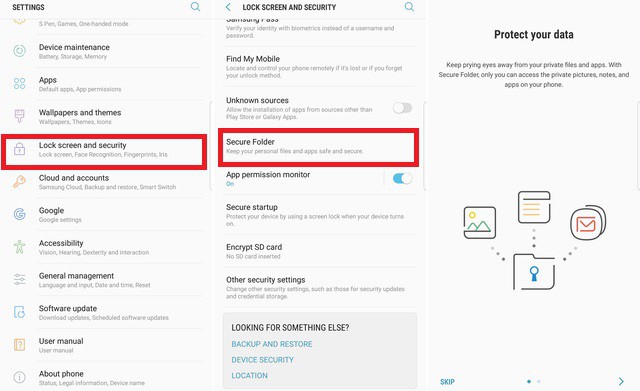 SETTINGS
S Pen, Games, One-handed mode
Device maintenance
Battery, Storage, Memory
Apps
Default apps, App permissions
Wallpapers and themes
Wallpapers, Themes, Icons
Lock screen and security
Lock screen, Face Recognition, Fingerprints, Iris
Cloud and accounts
Samsung Cloud, Backup and restore, Smart Switch
Google
Google settings
Accessibility
Vision, Hearing, Dexterity and interaction
General management
Language and input, Date and time, Reset
Software update
Download updates, Scheduled software updates
User manual
User manual
About phone
Status, Legal information, Phone name
LOCK SCREEN AND SECURITY
Samsung Pass
Verify your identity with biometrics instead of a username and
password.
Find My Mobile
Locate and control your phone remotely if it's lost or if you forget
your unlock method.
Unknown sources
Allow the installation of apps from sources other than
Play Store or Galaxy Apps.
Secure Folder
Keep your personal files and apps safe and secure.
App permission monitor
On
Secure startup
Protect your device by using a screen lock when your device turns
on.
Encrypt SD card
No SD card inserted
Other security settings
Change other security settings, such as those for security updates
and credential storage.
LOOKING FOR SOMETHING ELSE?
BACKUP AND RESTORE
DEVICE SECURITY
LOCATION
Protect your data
Keep prying eyes away from your private files and apps. With
Secure Folder, only you can access the private pictures, notes, and
apps on your phone.
SKIP